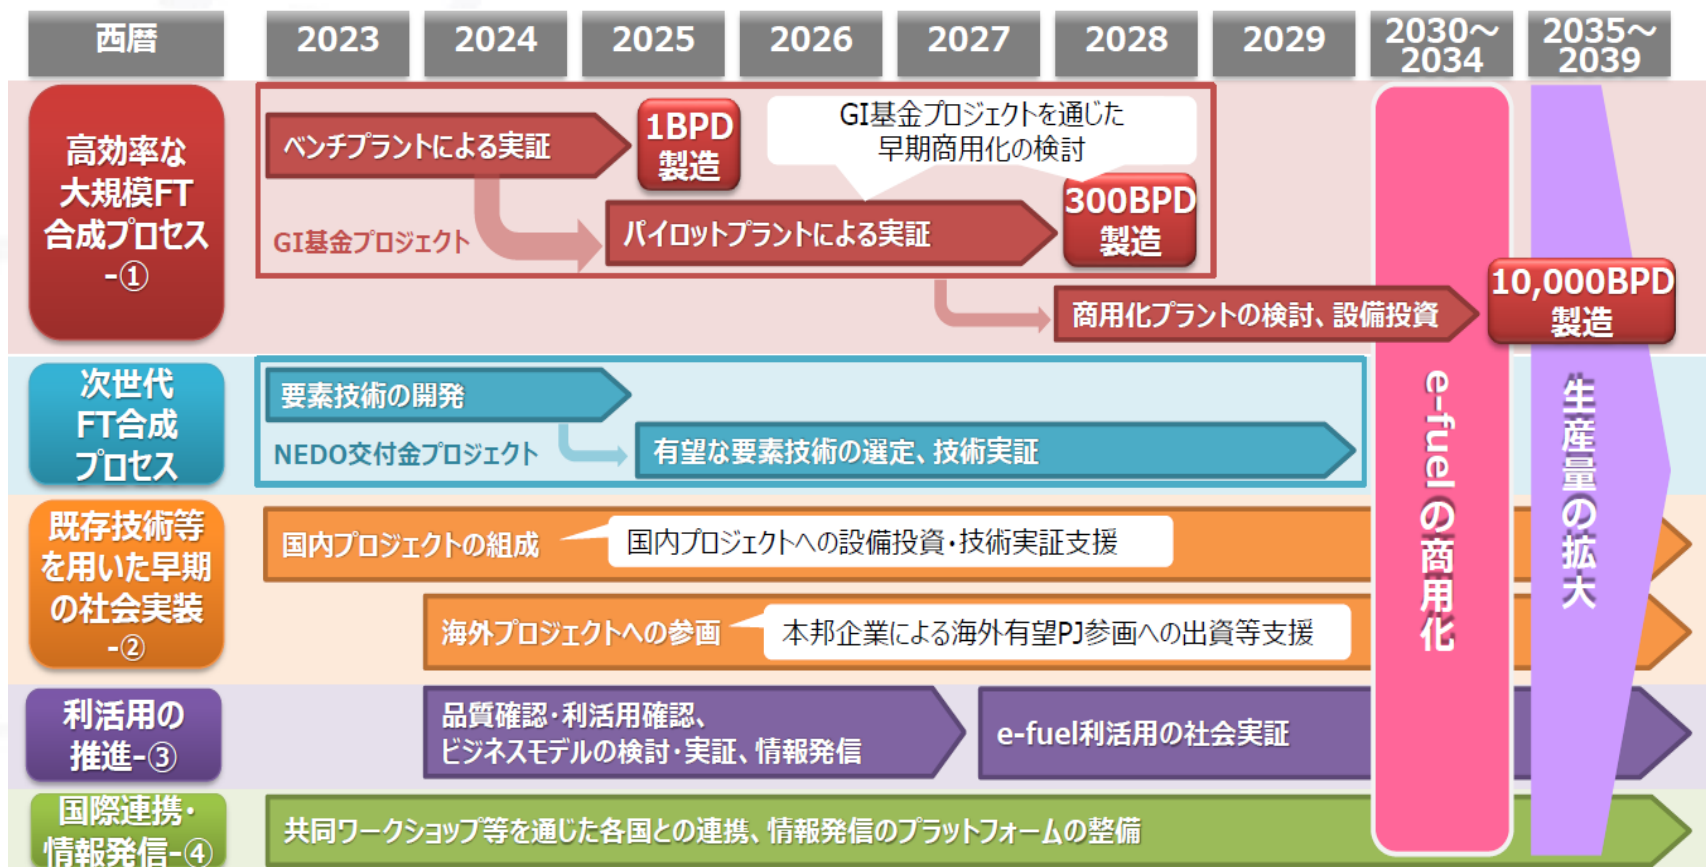 西暦
2023
2024
2025
2026
2027
2028
2029
2030～
2034
2035～
2039
高効率な
大規模FT
合成プロセス
-①
ベンチプラントによる実証
1BPD
製造
GI基金プロジェクトを通じた
早期商用化の検討
GI基金プロジェクト
パイロットプラントによる実証
300BPD
製造
商用化プラントの検討、設備投資
10,000BPD
製造
次世代
FT合成
プロセス
要素技術の開発
NEDO交付金プロジェクト
有望な要素技術の選定、技術実証
e-fuelの商用化
生産量の拡大
既存技術等
を用いた早期
の社会実装
-②
国内プロジェクトの組成
国内プロジェクトへの設備投資・技術実証支援
海外プロジェクトへの参画
本邦企業による海外有望PJ参画への出資等支援
利活用の
推進-③
品質確認・利活用確認、
ビジネスモデルの検討・実証、情報発信
e-fuel利活用の社会実証
国際連携・
情報発信-④
共同ワークショップ等を通じた各国との連携、情報発信のプラットフォームの整備